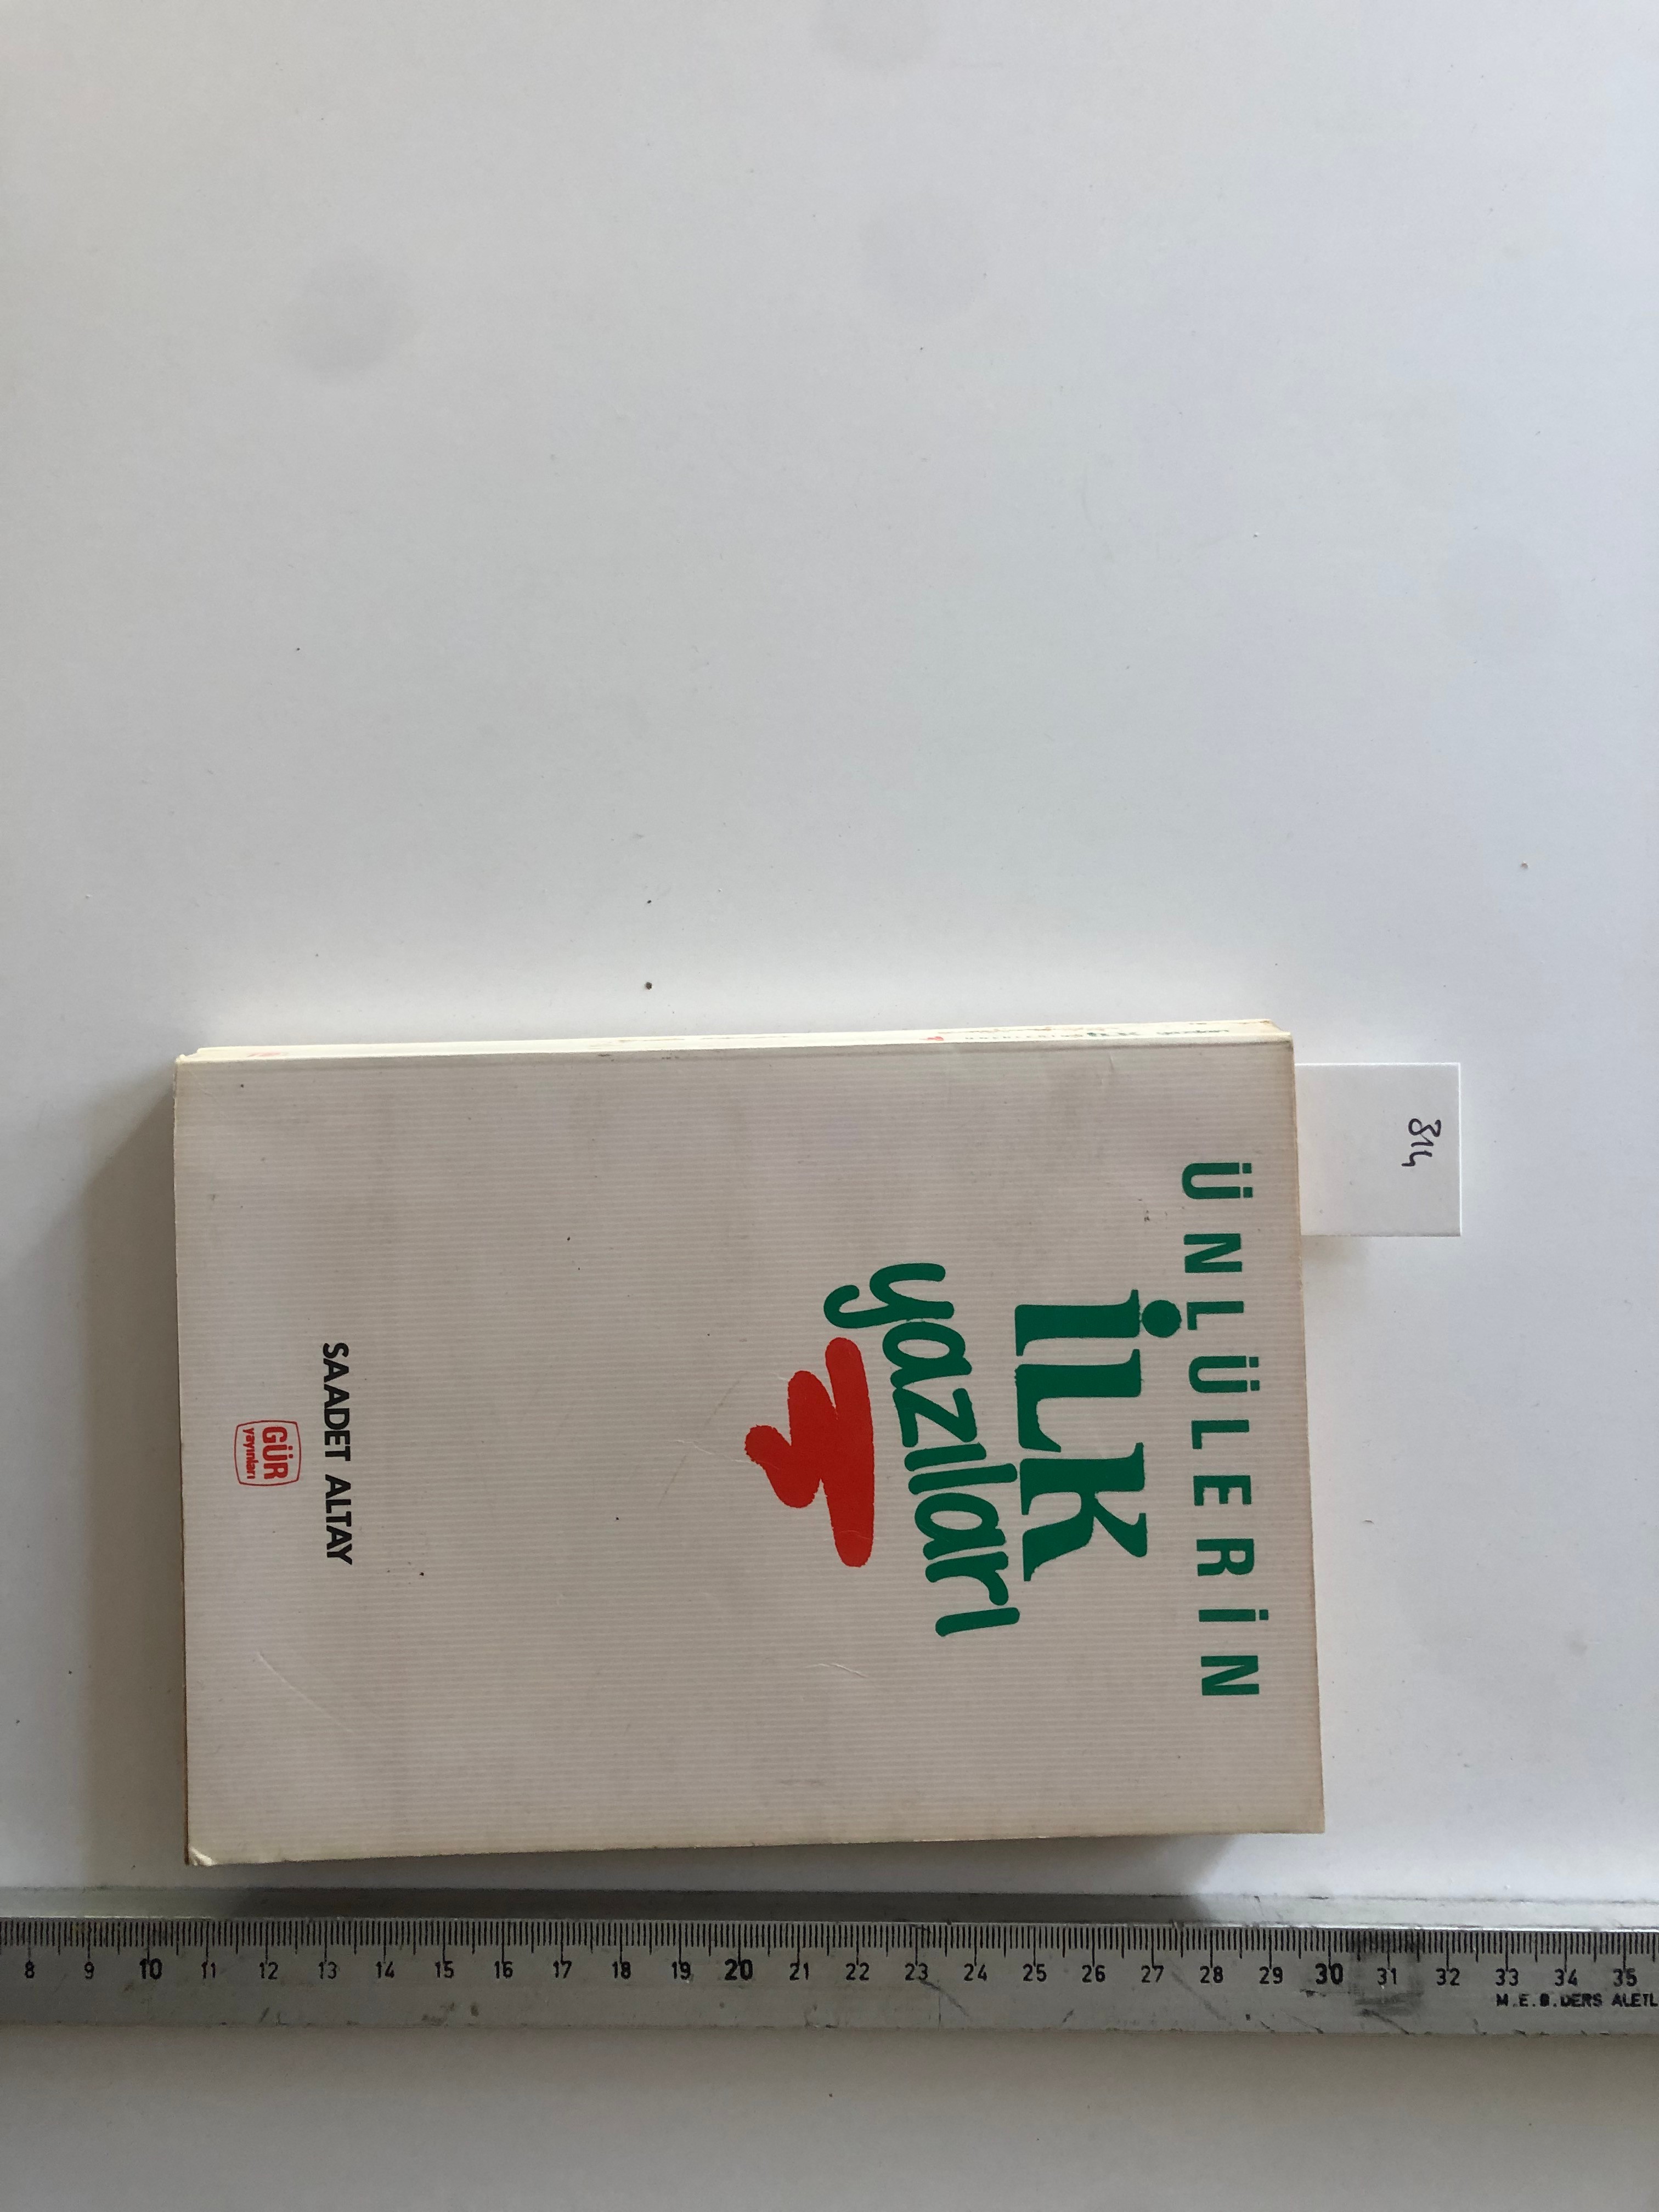 314
ÜNLÜLERİN
İLK
yazıları
SAADET ALTAY
GÜR
yayınları
8 9 10 11 12 13 14 15 16 17 18 19 20 21 22 23 24 25 26 27 28 29 30 31 32 33 34 35
M.E.B. DERS ALETL